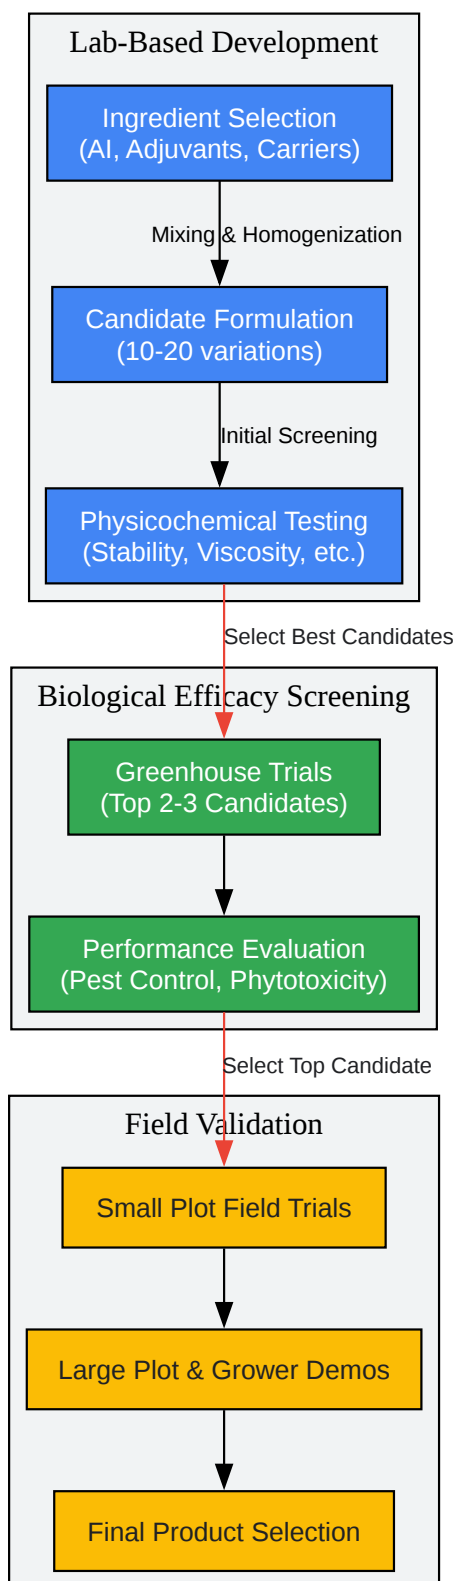 Lab-Based Development
Ingredient Selection
(AI, Adjuvants, Carriers)
Mixing & Homogenization
Candidate Formulation
(10-20 variations)
Initial Screening
Physicochemical Testing
(Stability, Viscosity, etc.)
Select Best Candidates
Biological Efficacy Screening
Greenhouse Trials
(Top 2-3 Candidates)
Performance Evaluation
(Pest Control, Phytotoxicity)
Select Top Candidate
Field Validation
Small Plot Field Trials
Large Plot & Grower Demos
Final Product Selection